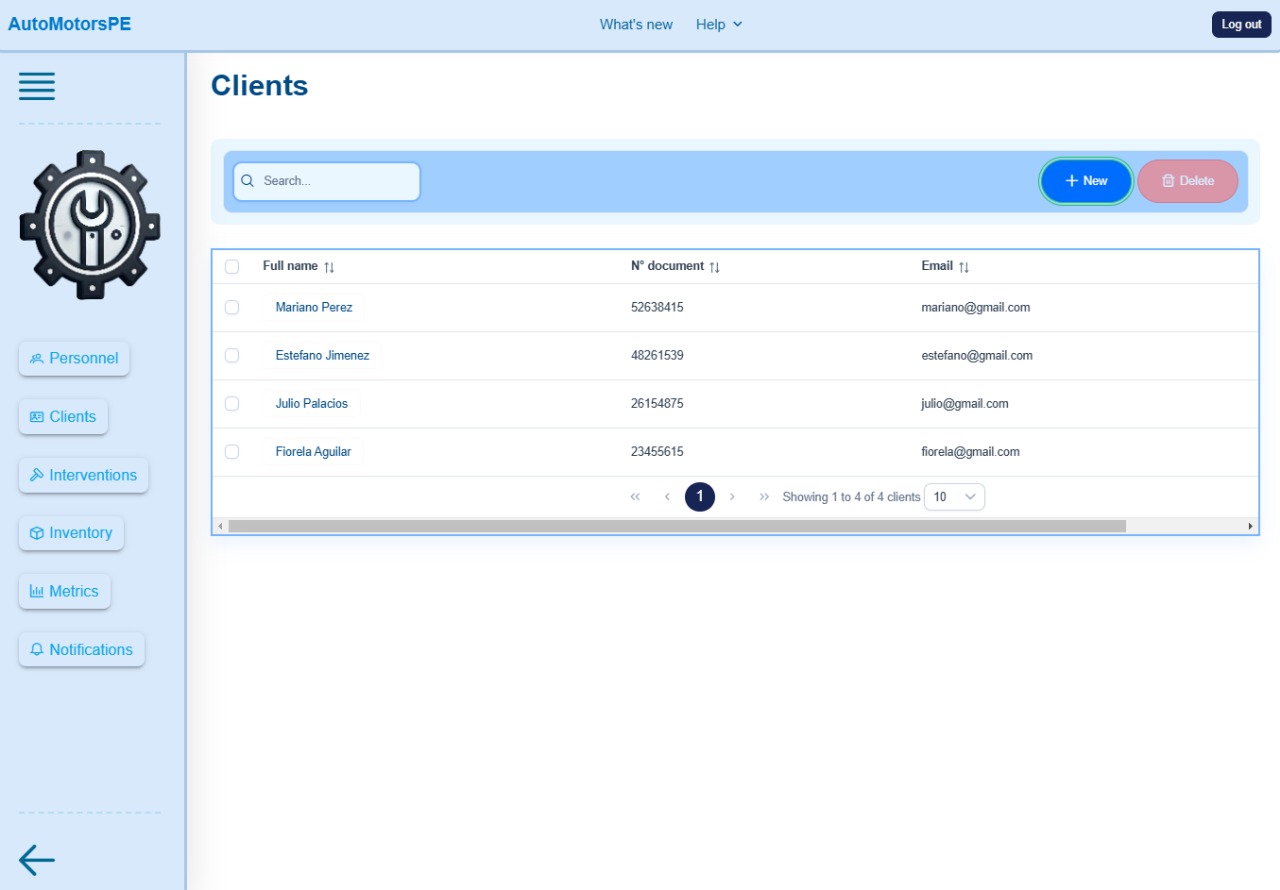 AutoMotorsPE
What's new Help
Log out
Clients
Search...
New
Delete
Full name N° document Email
Mariano Perez 52638415 mariano@gmail.com
Estefano Jimenez 48261539 estefano@gmail.com
Julio Palacios 26154875 julio@gmail.com
Fiorela Aguilar 23455615 fiorela@gmail.com
1 Showing 1 to 4 of 4 clients 10
Personnel
Clients
Interventions
Inventory
Metrics
Notifications